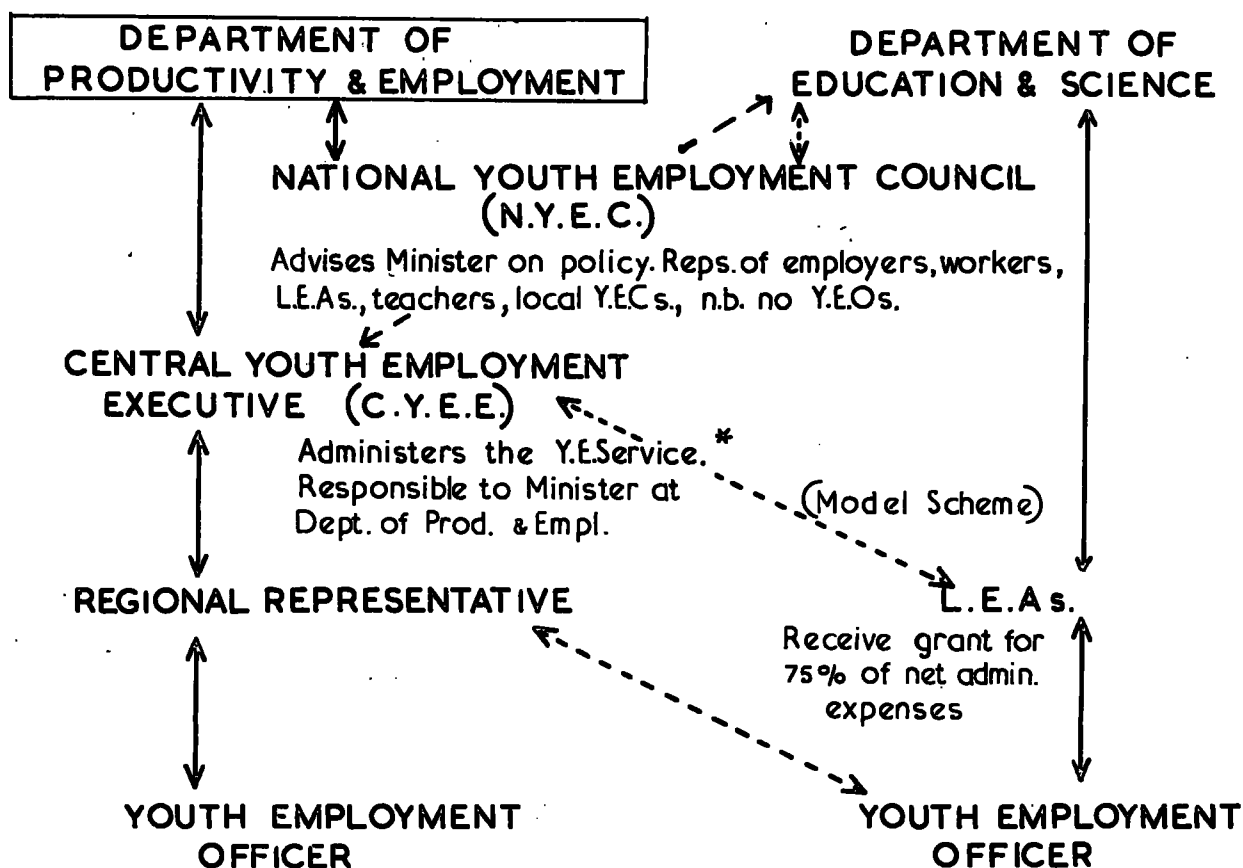 DEPARTMENT OF
PRODUCTIVITY & EMPLOYMENT
DEPARTMENT OF
EDUCATION & SCIENCE
NATIONAL YOUTH EMPLOYMENT COUNCIL
(N.Y.E.C.)
Advises Minister on policy. Reps. of employers, workers,
L.E.As., teachers, local Y.E.Cs., n.b. no Y.E.Os.
CENTRAL YOUTH EMPLOYMENT
EXECUTIVE (C.Y.E.E.)
Administers the Y.E.Service.*
Responsible to Minister at
Dept. of Prod. & Empl.
(Model Scheme)
REGIONAL REPRESENTATIVE
L.E.A s.
Receive grant for
75% of net admin.
expenses
YOUTH EMPLOYMENT
OFFICER
YOUTH EMPLOYMENT
OFFICER